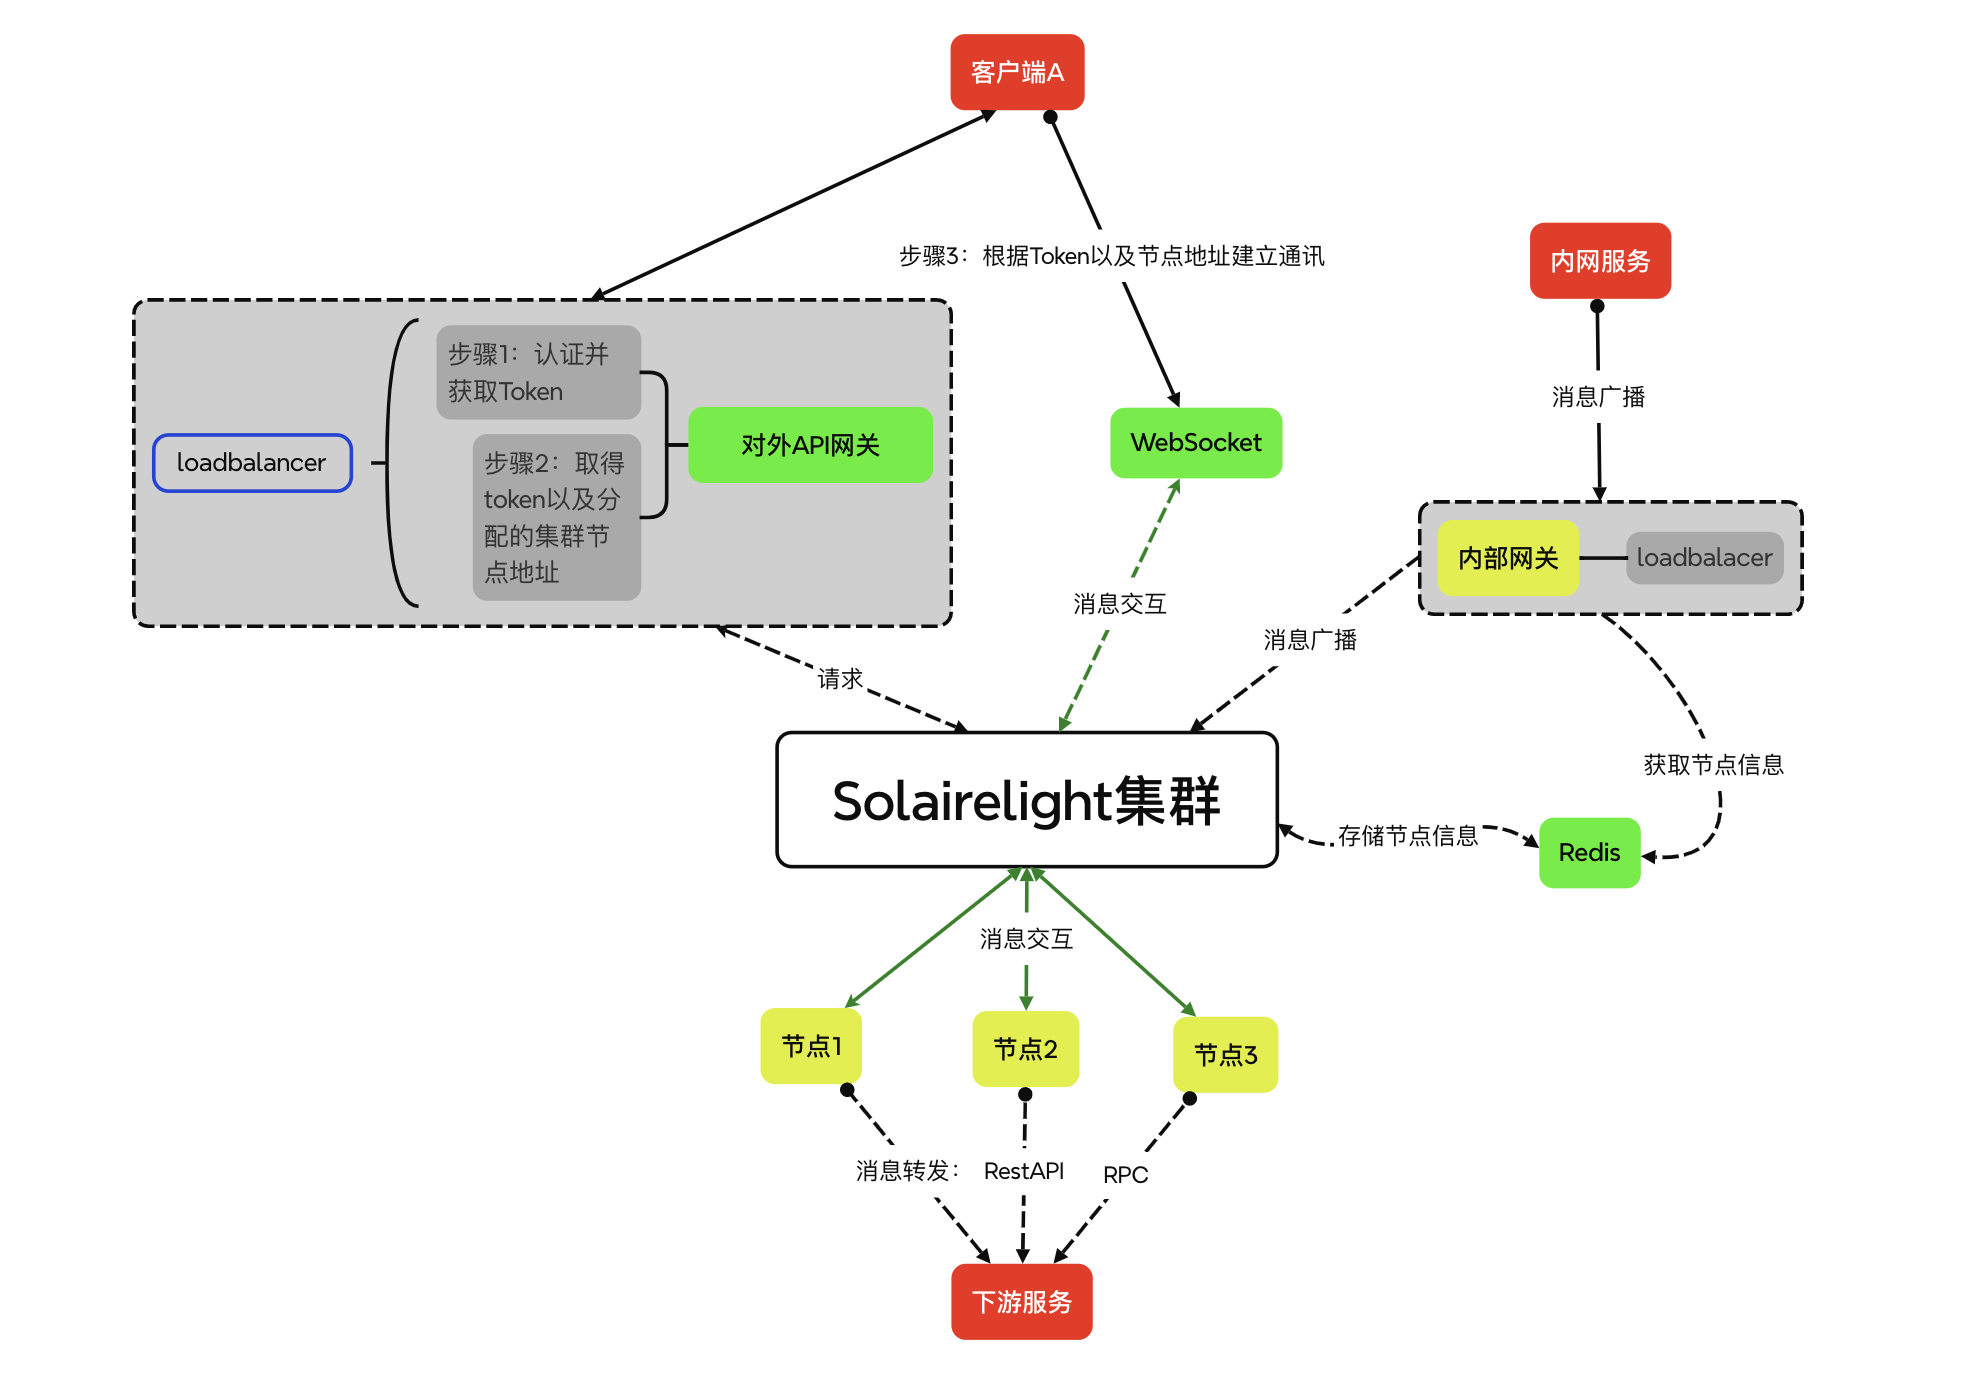 客户端A
步骤3：根据Token以及节点地址建立通讯
内网服务
消息广播
步骤1：认证并
获取Token
loadbalancer
步骤2：取得
token以及分
配的集群节
点地址
对外API网关
WebSocket
内部网关
loadbalacer
消息交互
消息广播
请求
获取节点信息
Solairelight集群
存储节点信息
Redis
消息交互
节点1
节点2
节点3
消息转发：
RestAPI
RPC
下游服务